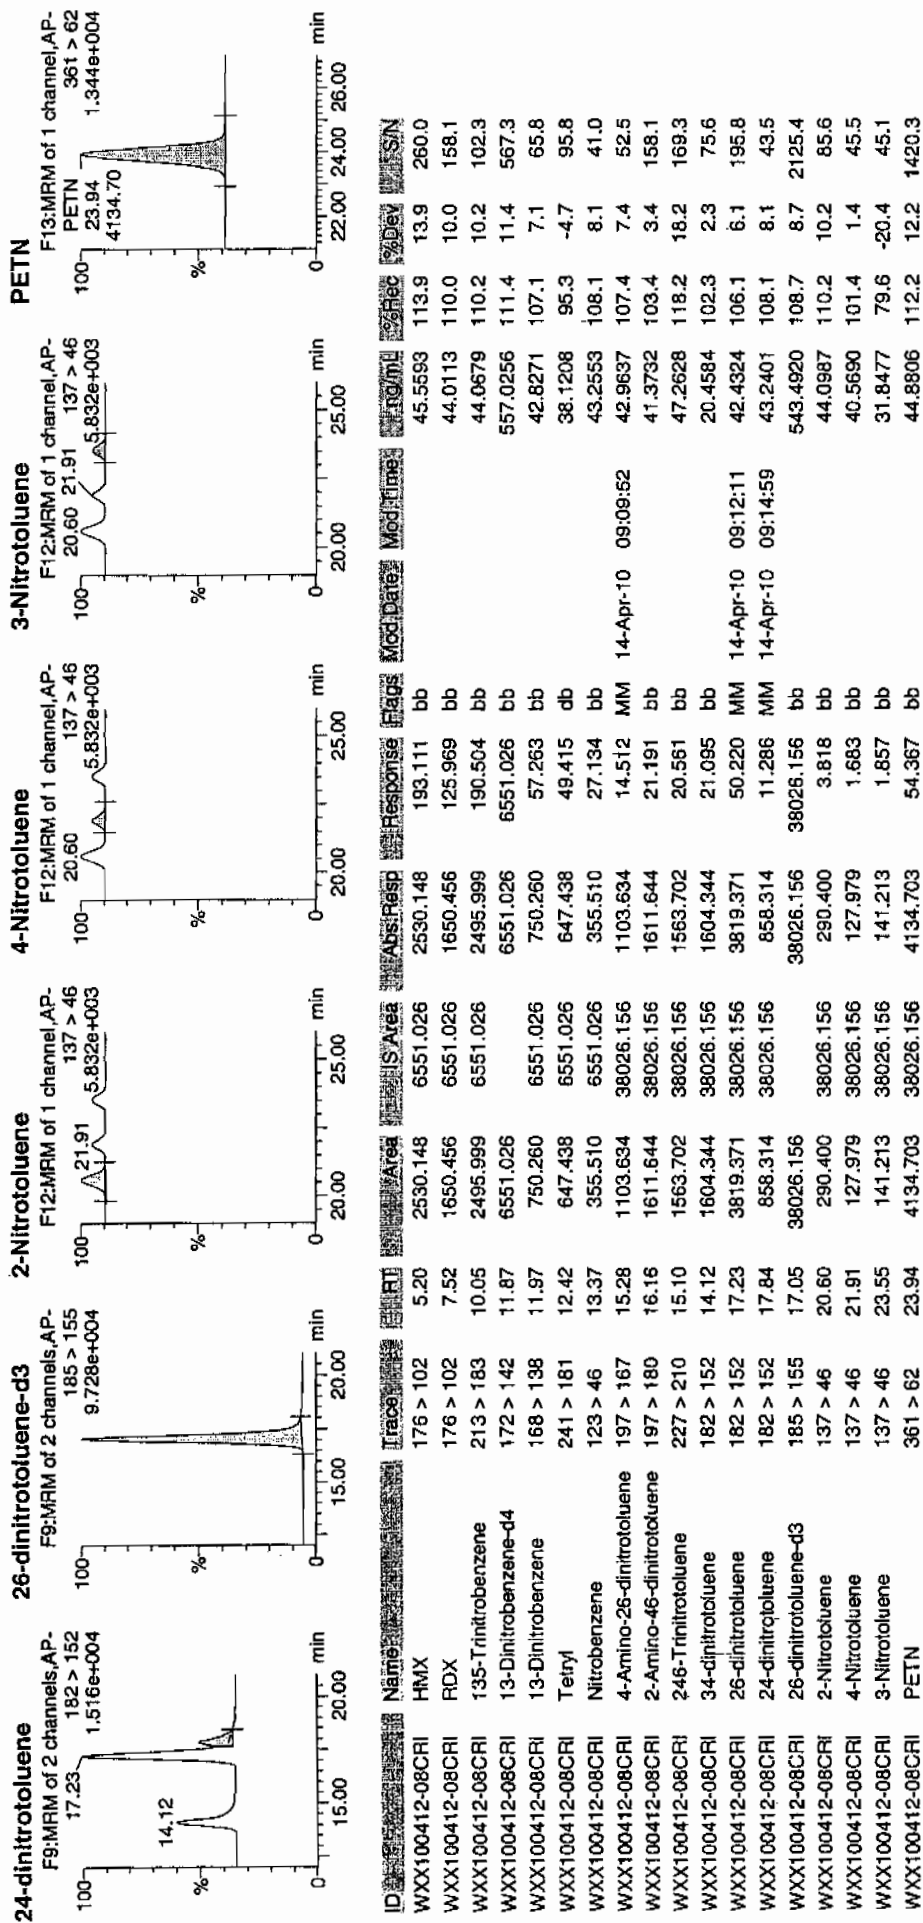 24-dinitrotoluene
F9:MRM of 2 channels,AP-
182 > 152
1.516e+004
100
17.23
14.12
%
0
15.00 20.00 min
26-dinitrotoluene-d3
F9:MRM of 2 channels,AP-
185 > 155
9.728e+004
100
%
0
15.00 20.00 min
2-Nitrotoluene
F12:MRM of 1 channel,AP-
137 > 46
5.832e+003
100
21.91
%
0
20.00 25.00 min
4-Nitrotoluene
F12:MRM of 1 channel,AP-
137 > 46
5.832e+003
100
20.60
%
0
20.00 25.00 min
3-Nitrotoluene
F12:MRM of 1 channel,AP-
137 > 46
5.832e+003
100
20.60 21.91
%
0
20.00 25.00 min
PETN
F13:MRM of 1 channel,AP-
361 > 62
1.344e+004
100
PETN
23.94
4134.70
%
0
22.00 24.00 26.00 min
ID Name Trace RT Area IS Area Abs.Resp Response Flags Mod.Date Mod.Time ng/mL %Rec %Dev S/N
WXX100412-08CRI HMX 176 > 102 5.20 2530.148 6551.026 2530.148 193.111 bb 45.5593 113.9 13.9 260.0
WXX100412-08CRI RDX 176 > 102 7.52 1650.456 6551.026 1650.456 125.969 bb 44.0113 110.0 10.0 158.1
WXX100412-08CRI 135-Trinitrobenzene 213 > 183 10.05 2495.999 6551.026 2495.999 190.504 bb 44.0679 110.2 10.2 102.3
WXX100412-08CRI 13-Dinitrobenzene-d4 172 > 142 11.87 6551.026 6551.026 6551.026 bb 557.0256 111.4 11.4 567.3
WXX100412-08CRI 13-Dinitrobenzene 168 > 138 11.97 750.260 6551.026 750.260 57.263 bb 42.8271 107.1 7.1 65.8
WXX100412-08CRI Tetryl 241 > 181 12.42 647.438 6551.026 647.438 49.415 db 38.1208 95.3 -4.7 95.8
WXX100412-08CRI Nitrobenzene 123 > 46 13.37 355.510 6551.026 355.510 27.134 bb 43.2553 108.1 8.1 41.0
WXX100412-08CRI 4-Amino-26-dinitrotoluene 197 > 167 15.28 1103.634 38026.156 1103.634 14.512 MM 14-Apr-10 09:09:52 42.9637 107.4 7.4 52.5
WXX100412-08CRI 2-Amino-46-dinitrotoluene 197 > 180 16.16 1611.644 38026.156 1611.644 21.191 bb 41.3732 103.4 3.4 158.1
WXX100412-08CRI 246-Trinitrotoluene 227 > 210 15.10 1563.702 38026.156 1563.702 20.561 bb 47.2628 118.2 18.2 169.3
WXX100412-08CRI 34-dinitrotoluene 182 > 152 14.12 1604.344 38026.156 1604.344 21.095 bb 20.4584 102.3 2.3 75.6
WXX100412-08CRI 26-dinitrotoluene 182 > 152 17.23 3819.371 38026.156 3819.371 50.220 MM 14-Apr-10 09:12:11 42.4324 106.1 6.1 195.8
WXX100412-08CRI 24-dinitrotoluene 182 > 152 17.84 858.314 38026.156 858.314 11.286 MM 14-Apr-10 09:14:59 43.2401 108.1 8.1 43.5
WXX100412-08CRI 26-dinitrotoluene-d3 185 > 155 17.05 38026.156 38026.156 38026.156 bb 543.4920 108.7 8.7 2125.4
WXX100412-08CRI 2-Nitrotoluene 137 > 46 20.60 290.400 38026.156 290.400 3.818 bb 44.0987 110.2 10.2 85.6
WXX100412-08CRI 4-Nitrotoluene 137 > 46 21.91 127.979 38026.156 127.979 1.683 bb 40.5690 101.4 1.4 45.5
WXX100412-08CRI 3-Nitrotoluene 137 > 46 23.55 141.213 38026.156 141.213 1.857 bb 31.8477 79.6 -20.4 45.1
WXX100412-08CRI PETN 361 > 62 23.94 4134.703 38026.156 4134.703 54.367 bb 44.8806 112.2 12.2 1420.3